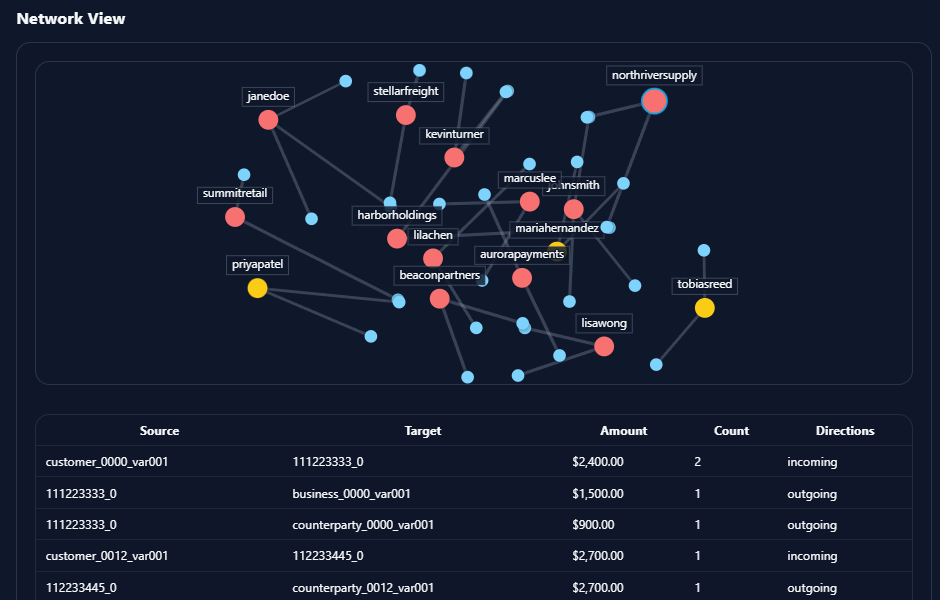 Network View
northriversupply
janedoe
stellarfreight
kevinturner
marcuslee
johnsmith
summitretail
harborholdings
mariahernandez
lilachen
aurorapayments
priyapatel
beaconpartners
tobiasreed
lisawong
Source Target Amount Count Directions
customer_0000_var001 111223333_0 $2,400.00 2 incoming
111223333_0 business_0000_var001 $1,500.00 1 outgoing
111223333_0 counterparty_0000_var001 $900.00 1 outgoing
customer_0012_var001 112233445_0 $2,700.00 1 incoming
112233445_0 counterparty_0012_var001 $2,700.00 1 outgoing